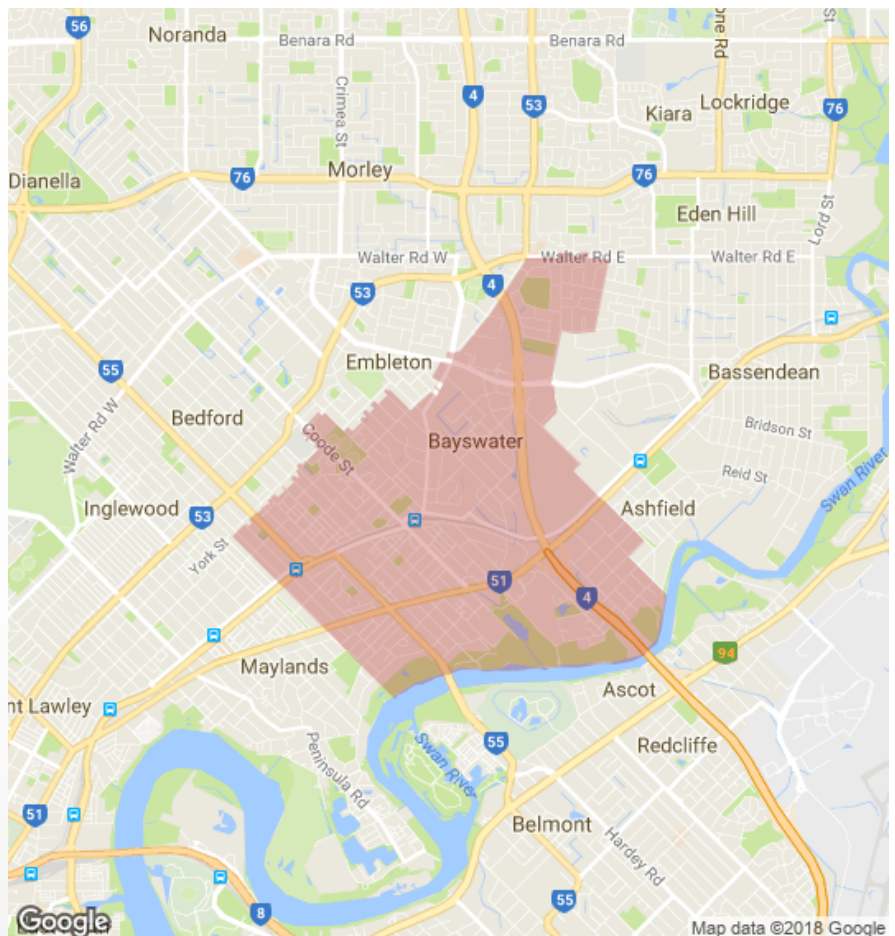 56
Noranda
Benara Rd
Benara Rd
Crimea St
4
53
Kiara
Lockridge
76
Dianella
76
Morley
76
Eden Hill
Lord St
Walter Rd W
Walter Rd E
Walter Rd E
53
4
55
Embleton
Bassendean
Walter Rd W
Bedford
Coode St
Bayswater
Bridson St
Reid St
Swan River
Inglewood
53
York St
Ashfield
51
4
94
Maylands
Ascot
nt Lawley
Redcliffe
Peninsula Rd
Swan River
55
51
Belmont
Hardey Rd
55
8
Google
Map data ©2018 Google